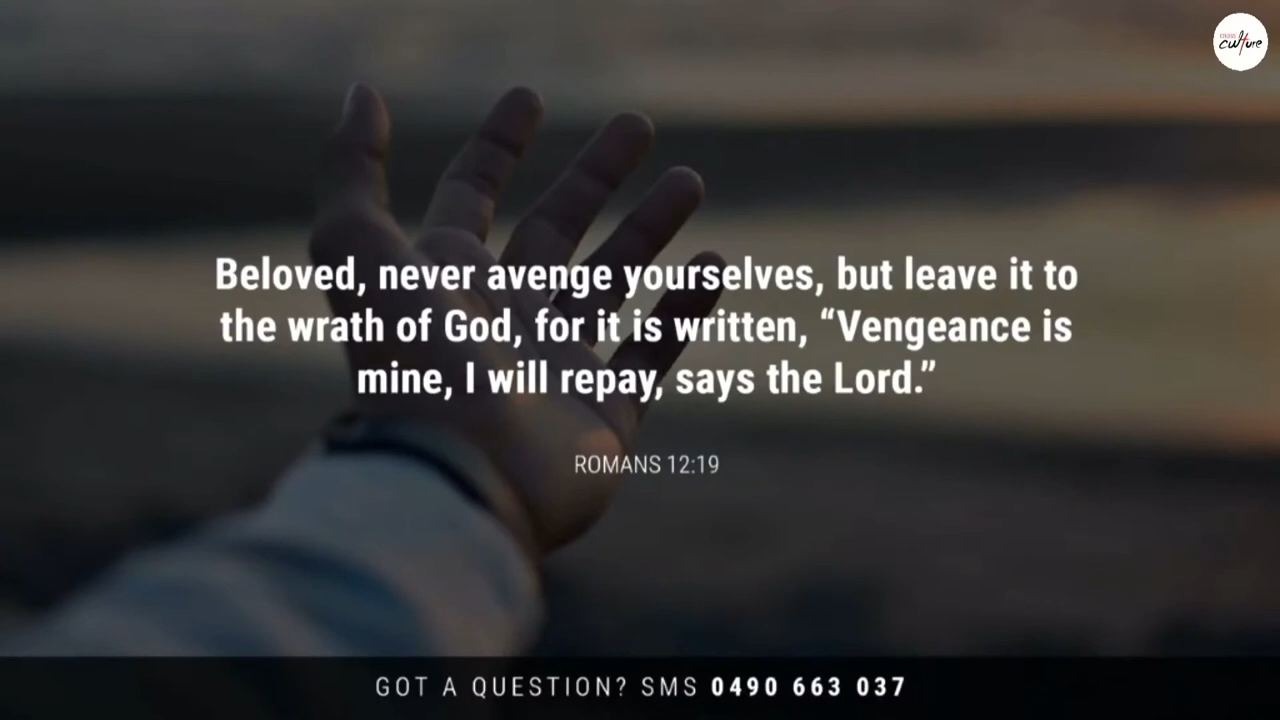 CROSS
culture
Beloved, never avenge yourselves, but leave it to
the wrath of God, for it is written, “Vengeance is
mine, I will repay, says the Lord.”
ROMANS 12:19
GOT A QUESTION? SMS 0490 663 037